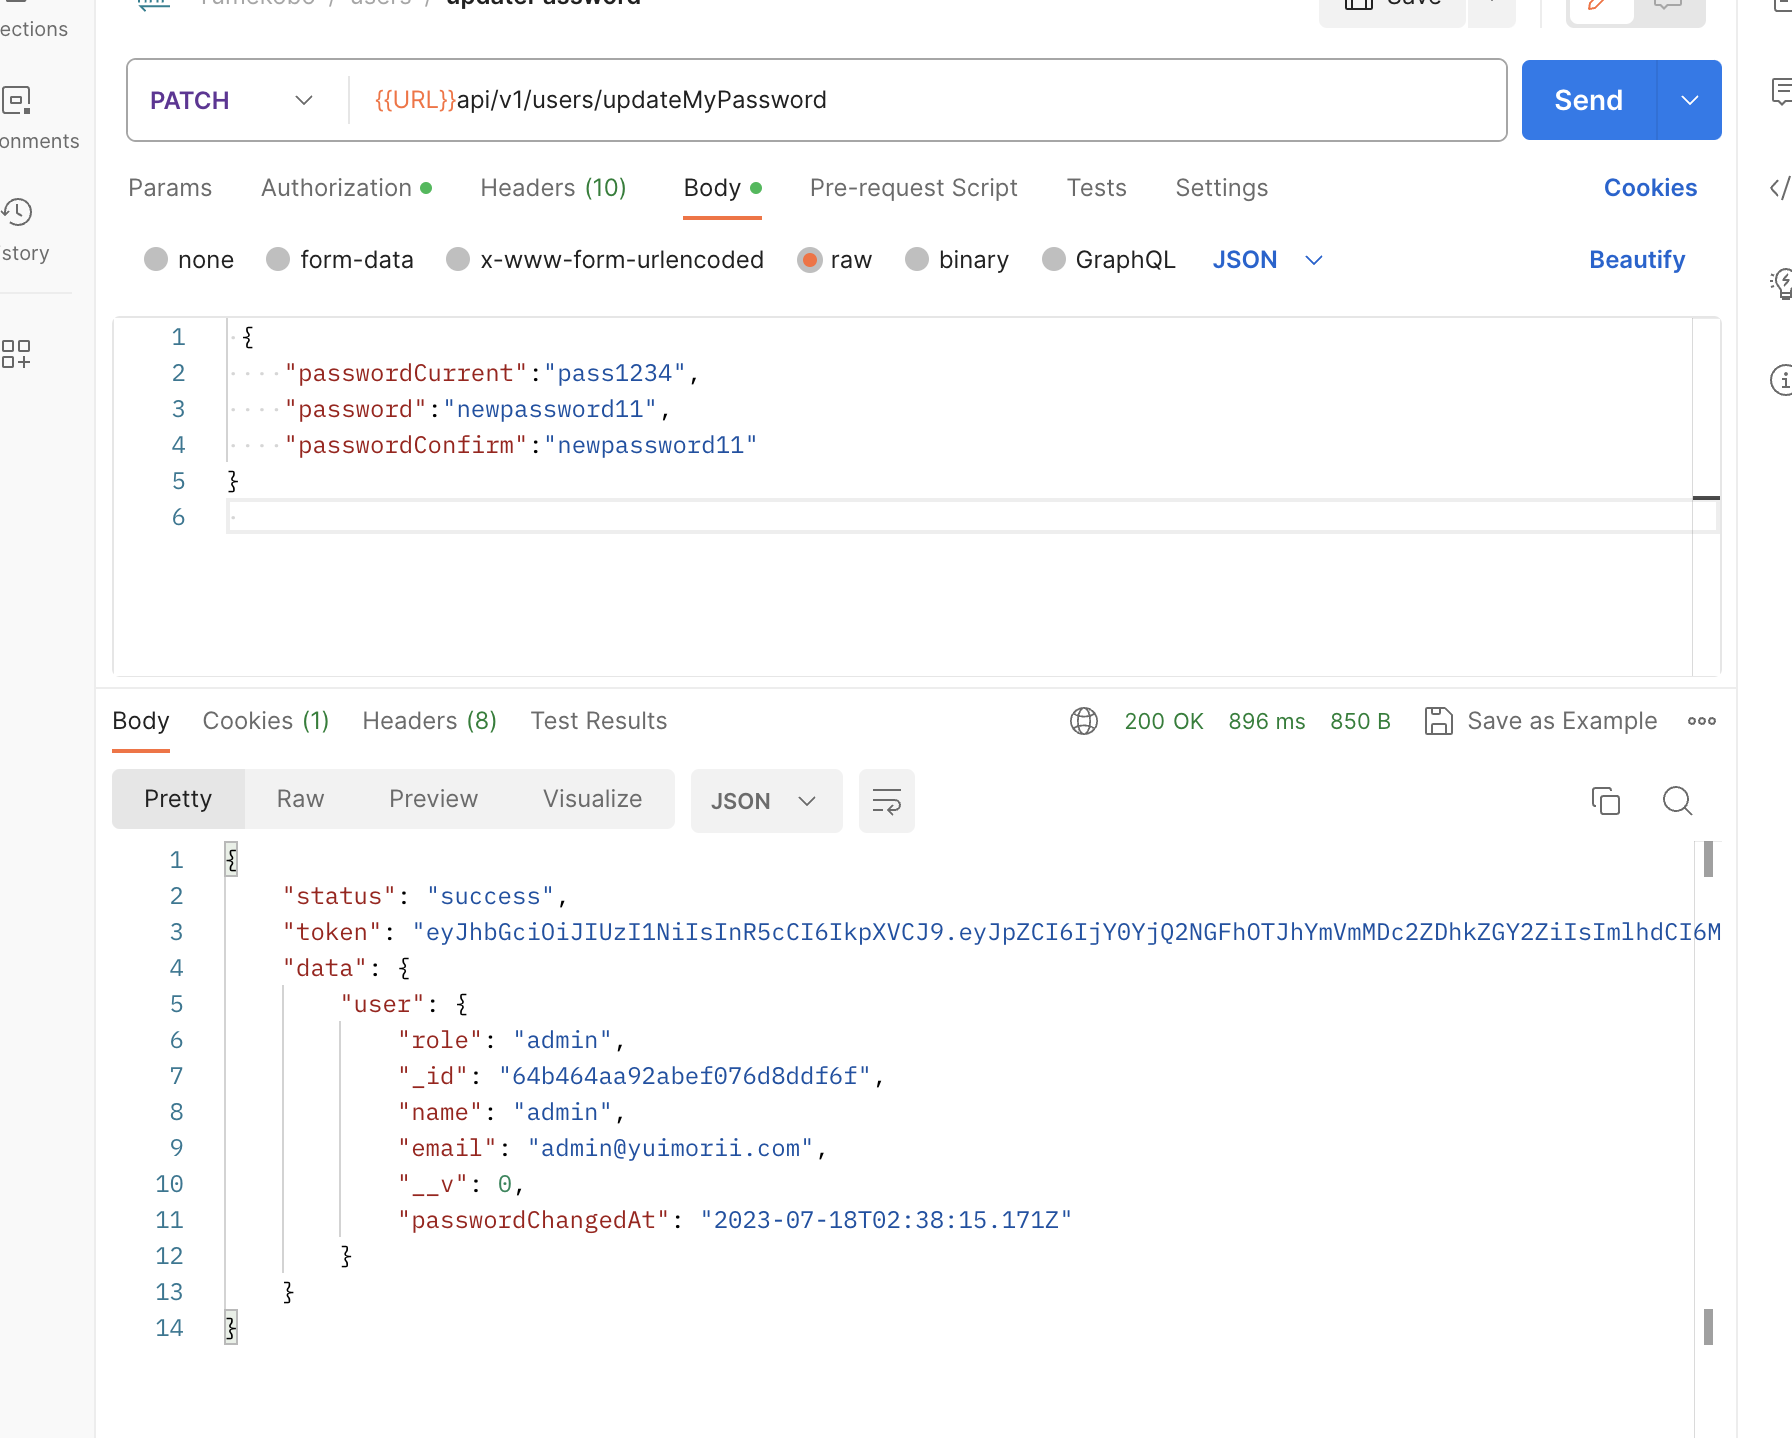 ections
users / updatePassword
Save
PATCH
{{URL}}api/v1/users/updateMyPassword
Send
onments
Params Authorization Headers (10) Body Pre-request Script Tests Settings Cookies
story
none form-data x-www-form-urlencoded raw binary GraphQL JSON Beautify
1 {
2 "passwordCurrent":"pass1234",
3 "password":"newpassword11",
4 "passwordConfirm":"newpassword11"
5 }
6
Body Cookies (1) Headers (8) Test Results 200 OK 896 ms 850 B Save as Example
Pretty Raw Preview Visualize JSON
1 {
2 "status": "success",
3 "token": "eyJhbGciOiJIUzI1NiIsInR5cCI6IkpXVCJ9.eyJpZCI6IjY0YjQ2NGFhOTJhYmVmMDc2ZDhkZGY2ZiIsImlhdCI6M
4 "data": {
5 "user": {
6 "role": "admin",
7 "_id": "64b464aa92abef076d8ddf6f",
8 "name": "admin",
9 "email": "admin@yuimorii.com",
10 "__v": 0,
11 "passwordChangedAt": "2023-07-18T02:38:15.171Z"
12 }
13 }
14 }